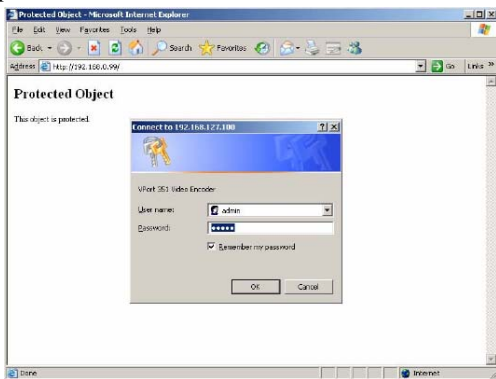 Protected Object - Microsoft Internet Explorer
File Edit View Favorites Tools Help
Back Search Favorites
Address http://192.168.0.99/ Go Links »
Protected Object
This object is protected.
Connect to 192.168.127.100
VPort 351 Video Encoder
User name: admin
Password: •••••
Remember my password
OK Cancel
Done Internet